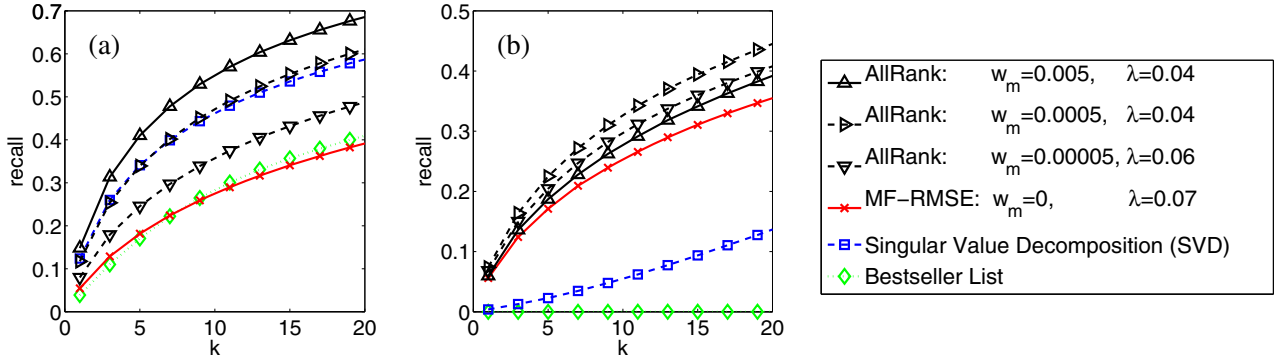 (a)
recall
0.7
0.6
0.5
0.4
0.3
0.2
0.1
0
0
5
10
15
20
k
(b)
recall
0.5
0.4
0.3
0.2
0.1
0
0
5
10
15
20
k
AllRank: w_m=0.005, λ=0.04
AllRank: w_m=0.0005, λ=0.04
AllRank: w_m=0.00005, λ=0.06
MF−RMSE: w_m=0, λ=0.07
Singular Value Decomposition (SVD)
Bestseller List